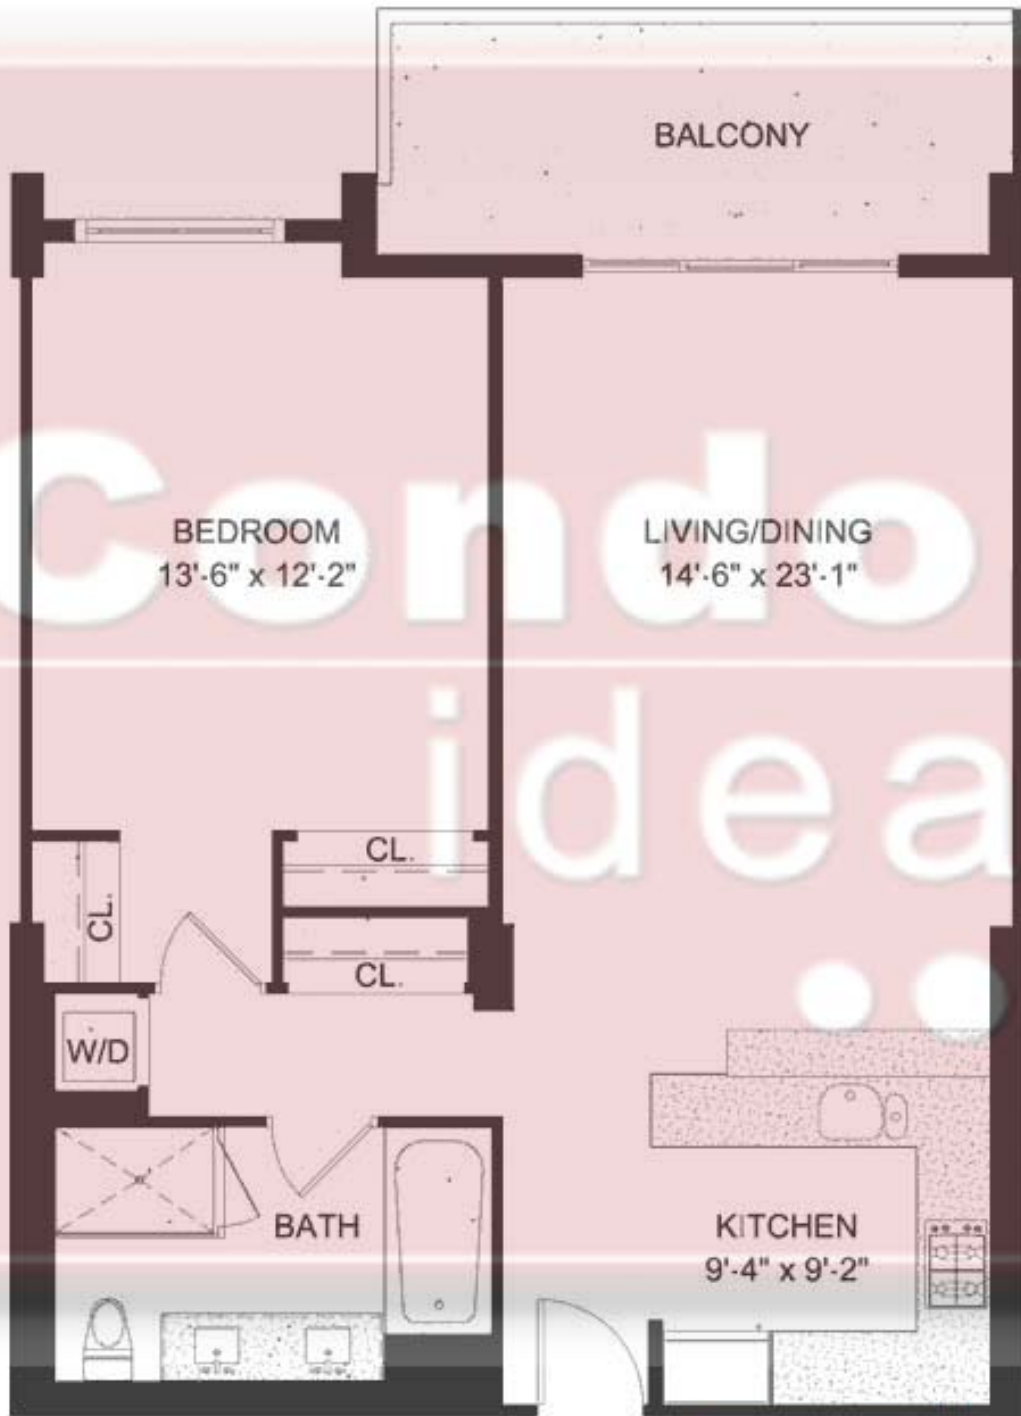 BALCONY
BEDROOM
13'-6" x 12'-2"
LIVING/DINING
14'-6" x 23'-1"
Condo
idea
CL.
CL.
CL.
W/D
BATH
KITCHEN
9'-4" x 9'-2"